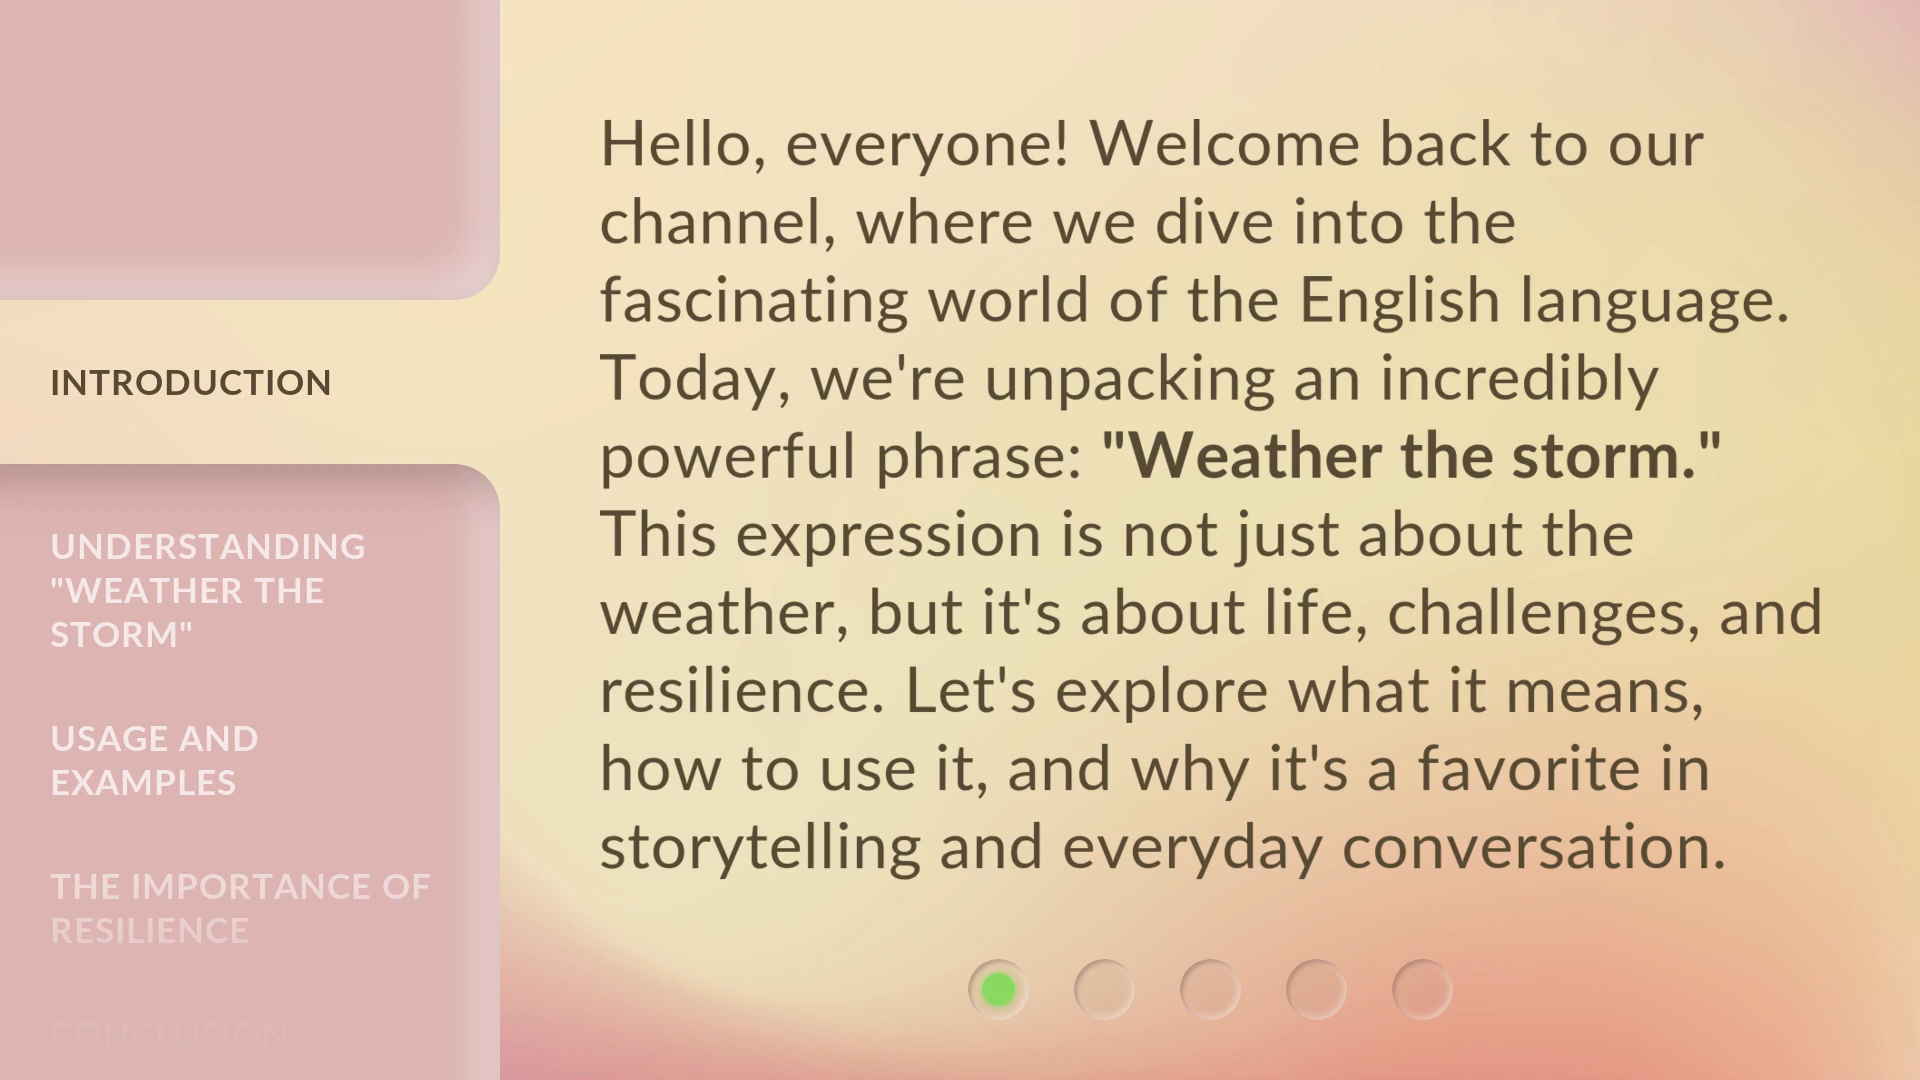 INTRODUCTION
UNDERSTANDING
"WEATHER THE
STORM"
USAGE AND
EXAMPLES
THE IMPORTANCE OF
RESILIENCE
CONCLUSION
Hello, everyone! Welcome back to our
channel, where we dive into the
fascinating world of the English language.
Today, we're unpacking an incredibly
powerful phrase: "Weather the storm."
This expression is not just about the
weather, but it's about life, challenges, and
resilience. Let's explore what it means,
how to use it, and why it's a favorite in
storytelling and everyday conversation.